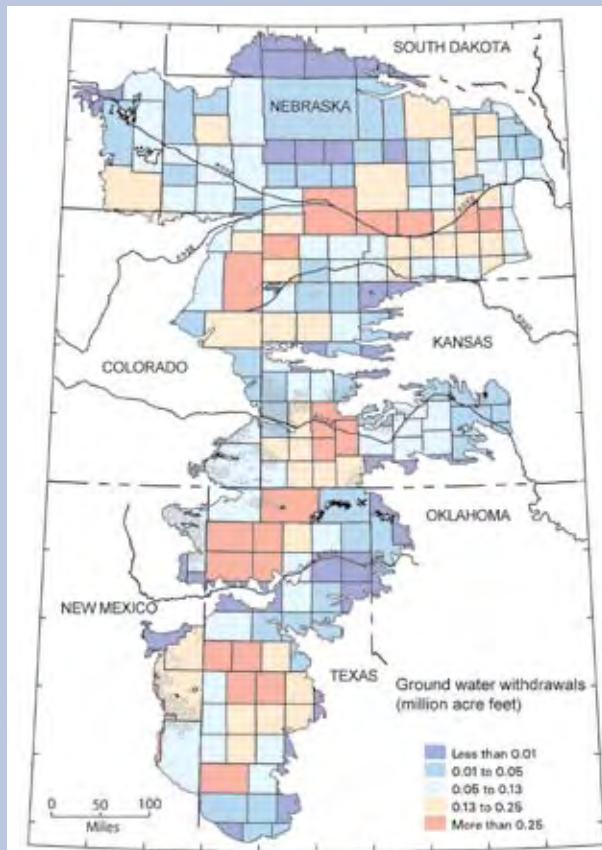 SOUTH DAKOTA
NEBRASKA
COLORADO
KANSAS
OKLAHOMA
NEW MEXICO
TEXAS
Ground water withdrawals
(million acre feet)
Less than 0.01
0.01 to 0.05
0.05 to 0.13
0.13 to 0.25
More than 0.25
0 50 100
Miles